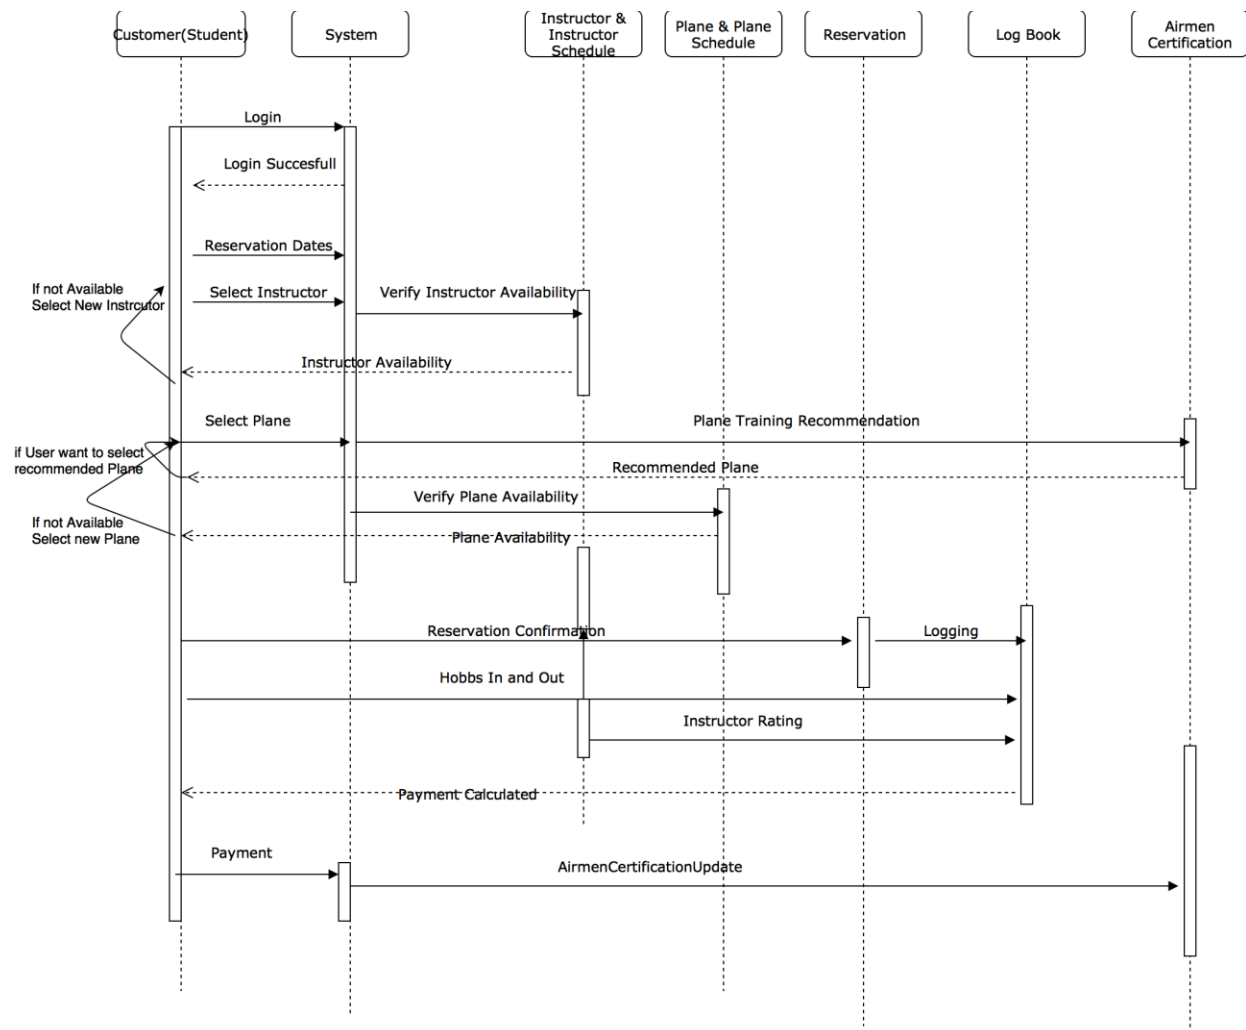 Customer(Student)
System
Instructor &
Instructor
Schedule
Plane & Plane
Schedule
Reservation
Log Book
Airmen
Certification
Login
Login Succesfull
Reservation Dates
If not Available
Select New Instrcutor
Select Instructor
Verify Instructor Availability
Instructor Availability
Select Plane
Plane Training Recommendation
if User want to select
recommended Plane
Recommended Plane
Verify Plane Availability
If not Available
Select new Plane
Plane Availability
Reservation Confirmation
Logging
Hobbs In and Out
Instructor Rating
Payment Calculated
Payment
AirmenCertificationUpdate